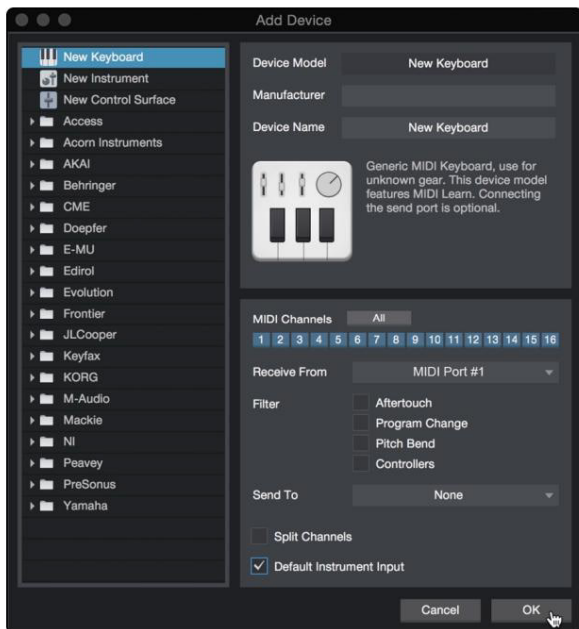 Add Device
New Keyboard
New Instrument
New Control Surface
Access
Acorn Instruments
AKAI
Behringer
CME
Doepfer
E-MU
Edirol
Evolution
Frontier
JLCooper
Keyfax
KORG
M-Audio
Mackie
NI
Peavey
PreSonus
Yamaha
Device Model New Keyboard
Manufacturer
Device Name New Keyboard
Generic MIDI Keyboard, use for
unknown gear. This device model
features MIDI Learn. Connecting
the send port is optional.
MIDI Channels All
1 2 3 4 5 6 7 8 9 10 11 12 13 14 15 16
Receive From MIDI Port #1
Filter Aftertouch
Program Change
Pitch Bend
Controllers
Send To None
Split Channels
Default Instrument Input
Cancel OK